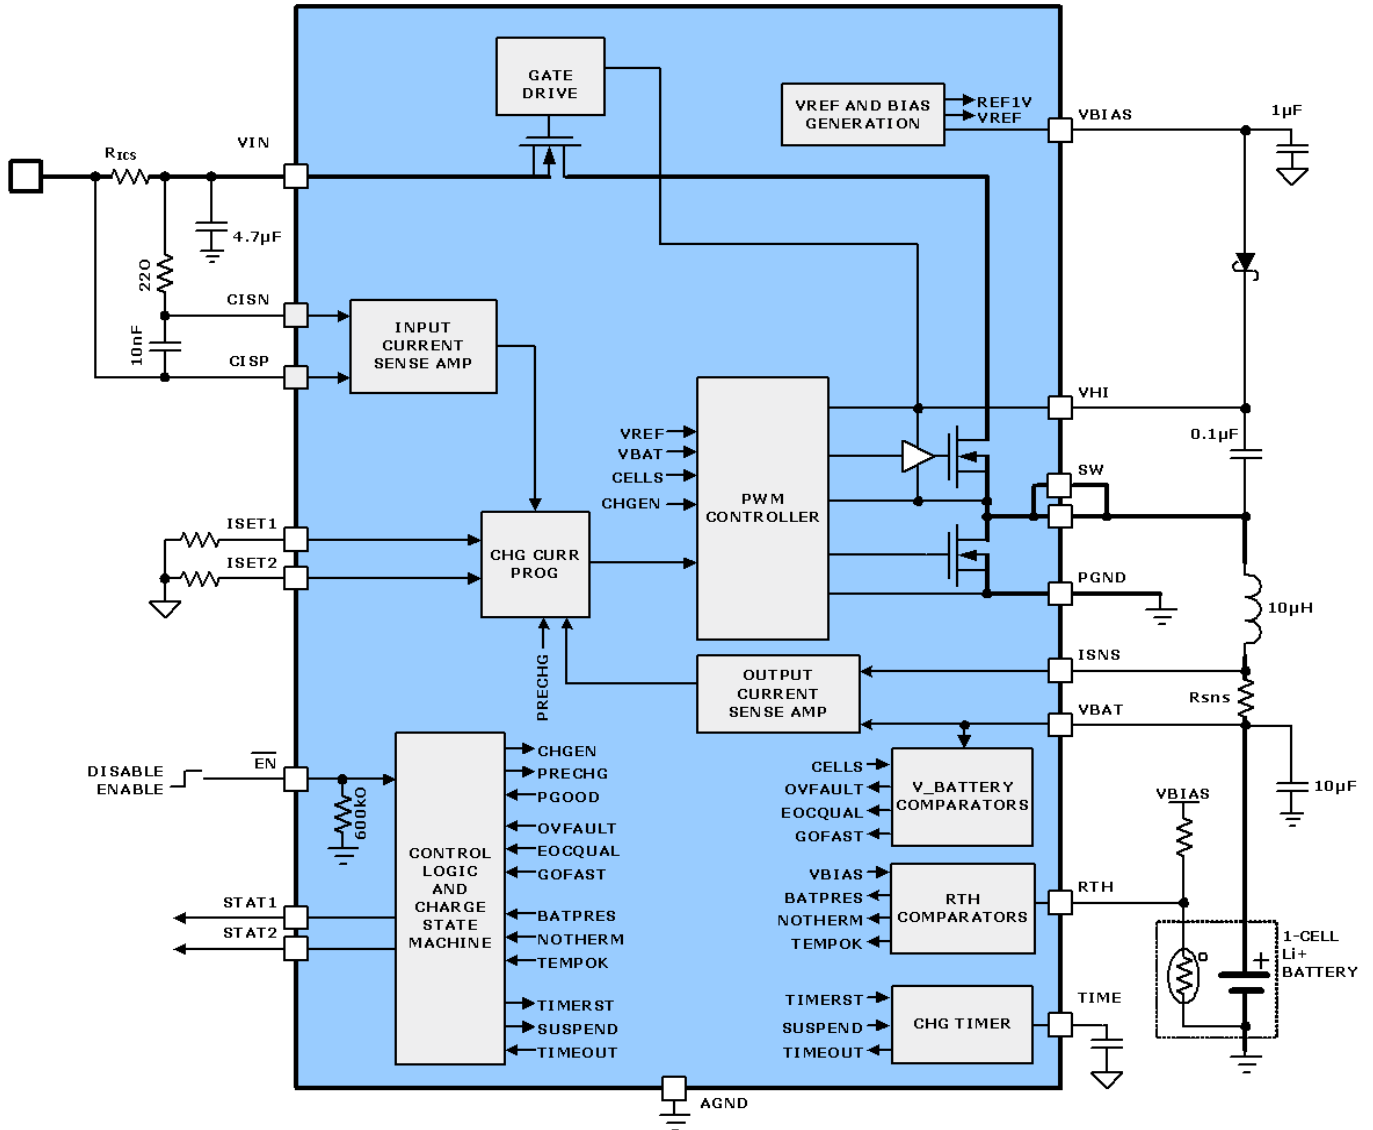 GATE
DRIVE
VREF AND BIAS
GENERATION
REF1V
VREF
VBIAS
1µF
VIN
RICS
4.7µF
220
CISN
10nF
CISP
INPUT
CURRENT
SENSE AMP
VHI
0.1µF
VREF
VBAT
CELLS
CHGEN
PWM
CONTROLLER
SW
ISET1
ISET2
CHG CURR
PROG
PGND
10µH
PRECHG
OUTPUT
CURRENT
SENSE AMP
ISNS
Rsns
VBAT
EN
DISABLE
ENABLE
600kO
CONTROL
LOGIC
AND
CHARGE
STATE
MACHINE
CHGEN
PRECHG
PGOOD
OVFAULT
EOCQUAL
GOFAST
BATPRES
NOTHERM
TEMPOK
TIMERST
SUSPEND
TIMEOUT
CELLS
OVFAULT
EOCQUAL
GOFAST
V_BATTERY
COMPARATORS
10µF
VBIAS
VBIAS
BATPRES
NOTHERM
TEMPOK
RTH
COMPARATORS
RTH
STAT1
STAT2
1-CELL
Li+
BATTERY
+
o
TIMERST
SUSPEND
TIMEOUT
CHG TIMER
TIME
AGND